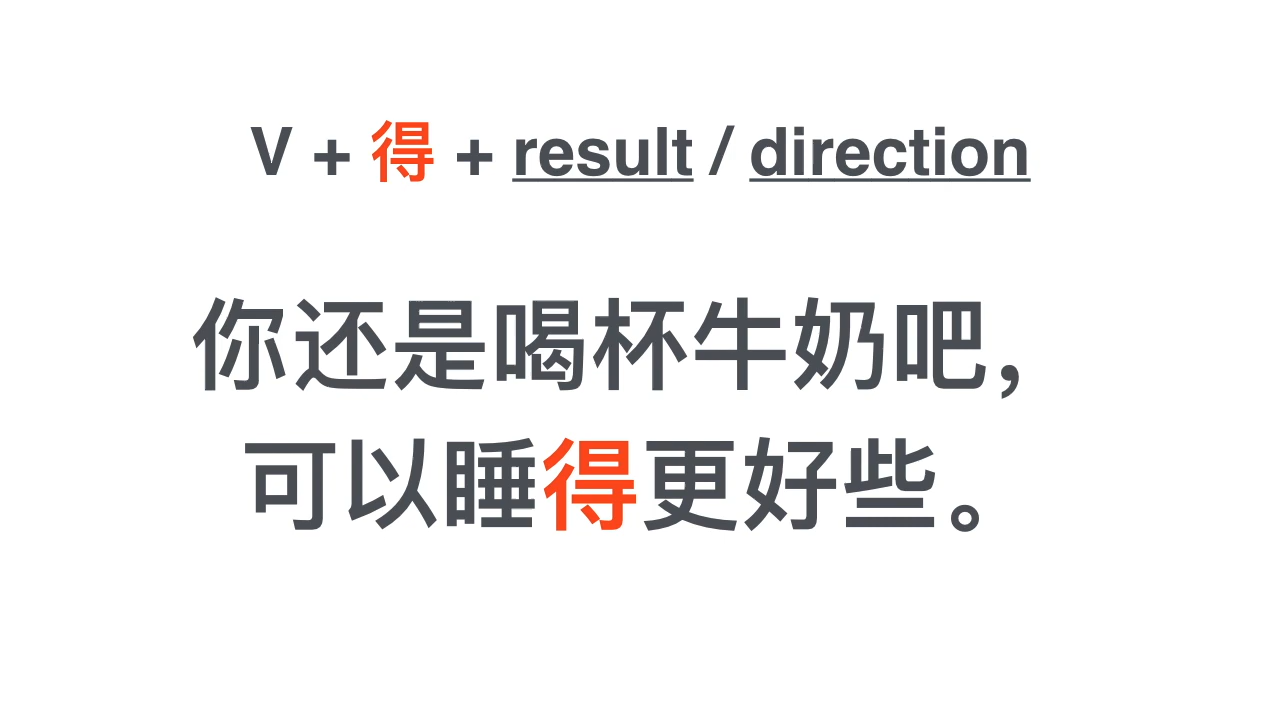 V + 得 + result / direction
你还是喝杯牛奶吧，
可以睡得更好些。